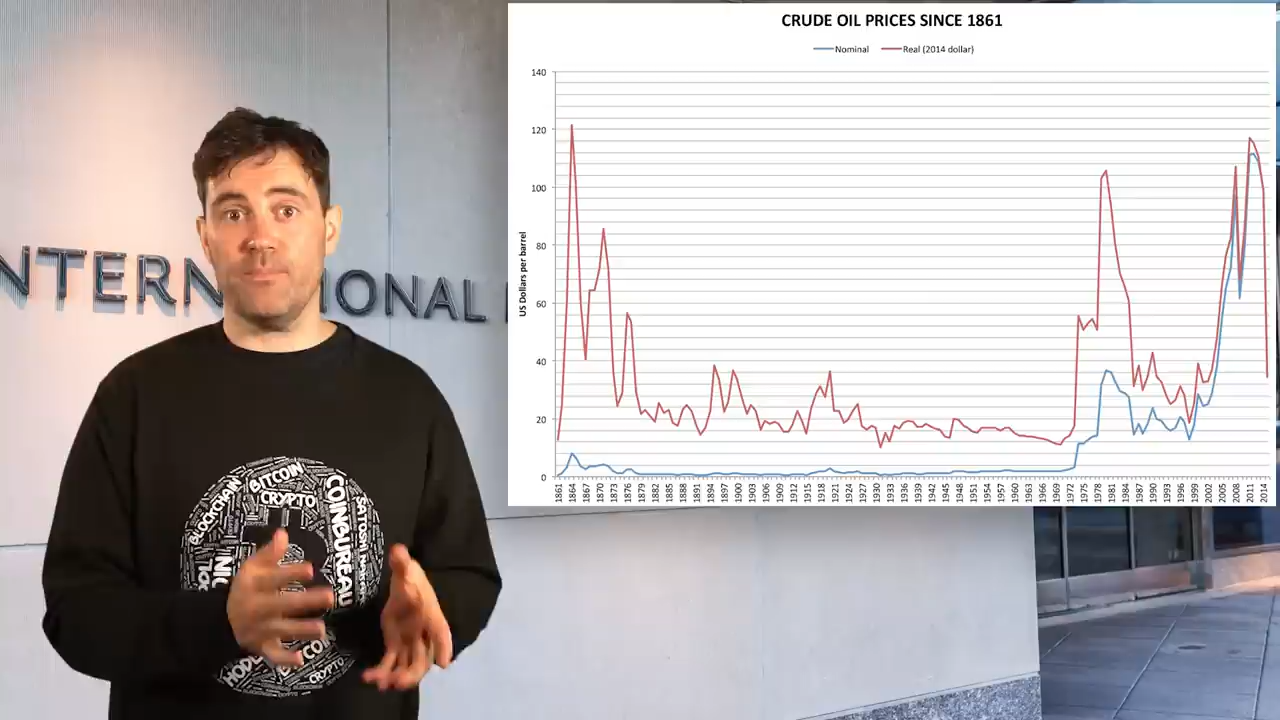 CRUDE OIL PRICES SINCE 1861
Nominal Real (2014 dollar)
US Dollars per barrel
140
120
100
80
60
40
20
0
1861 1864 1867 1870 1873 1876 1879 1882 1885 1888 1891 1894 1897 1900 1903 1906 1909 1912 1915 1918 1921 1924 1927 1930 1933 1936 1939 1942 1945 1948 1951 1954 1957 1960 1963 1966 1969 1972 1975 1978 1981 1984 1987 1990 1993 1996 1999 2002 2005 2008 2011 2014
NTERN IONAL
BITCOIN
CRYPTO
BLOCKCHAIN
COINBUREAU
SATOSHI
HODL
BITCOIN
CRYPTO